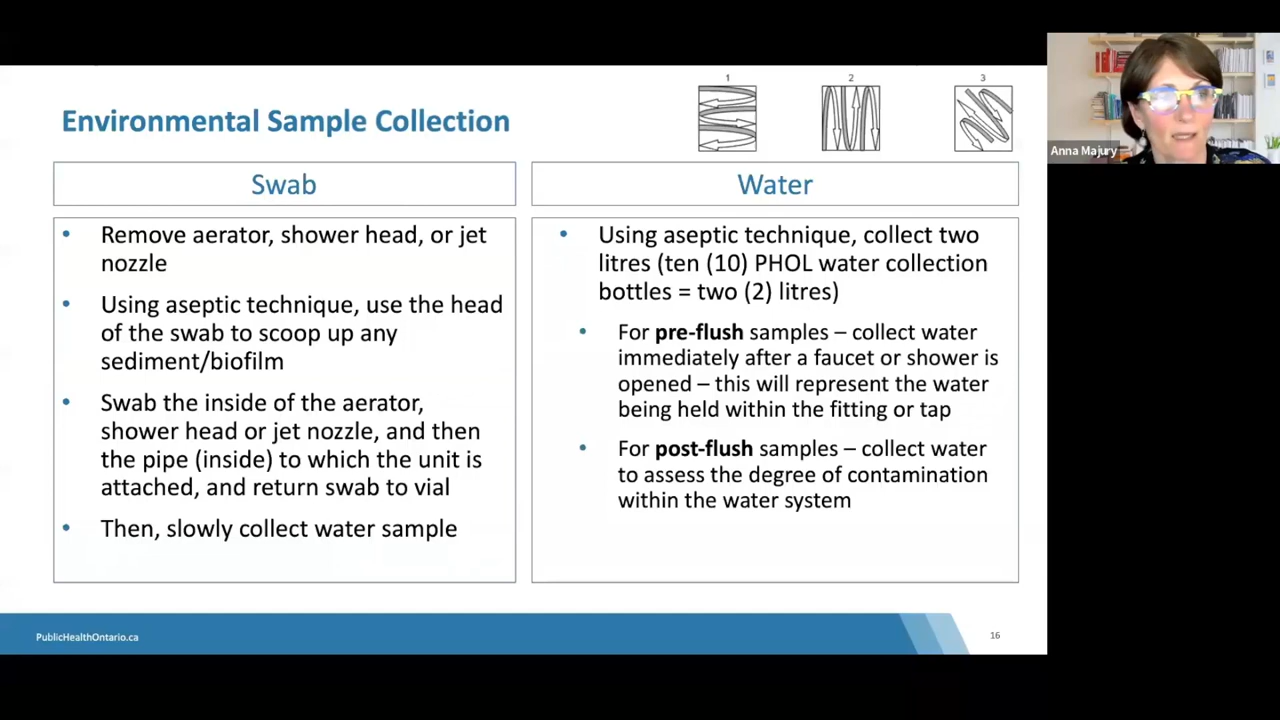 1
2
3
Environmental Sample Collection
Anna Majury
Swab
Water
• Remove aerator, shower head, or jet
nozzle
• Using aseptic technique, use the head
of the swab to scoop up any
sediment/biofilm
• Swab the inside of the aerator,
shower head or jet nozzle, and then
the pipe (inside) to which the unit is
attached, and return swab to vial
• Then, slowly collect water sample
• Using aseptic technique, collect two
litres (ten (10) PHOL water collection
bottles = two (2) litres)
• For pre-flush samples – collect water
immediately after a faucet or shower is
opened – this will represent the water
being held within the fitting or tap
• For post-flush samples – collect water
to assess the degree of contamination
within the water system
PublicHealthOntario.ca
16